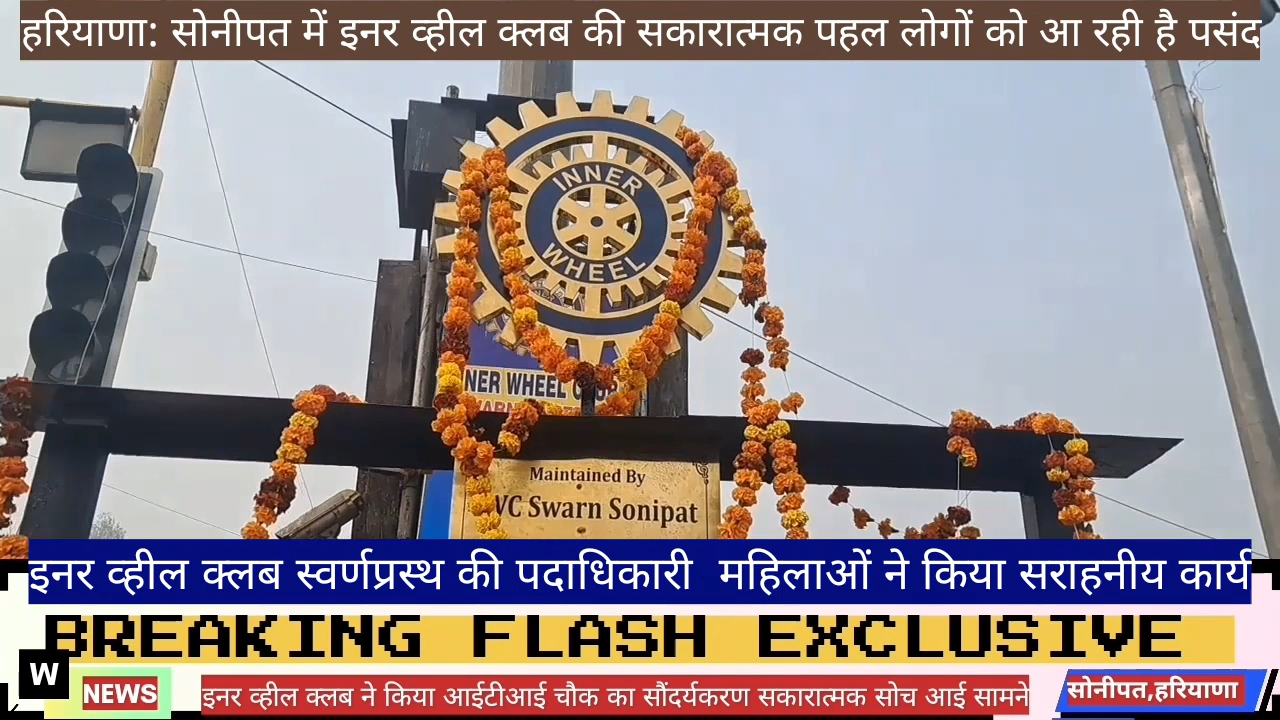 हरियाणा: सोनीपत में इनर व्हील क्लब की सकारात्मक पहल लोगों को आ रही है पसंद
INNER
WHEEL
NER WHEEL
Maintained By
VC Swarn Sonipat
इनर व्हील क्लब स्वर्णप्रस्थ की पदाधिकारी महिलाओं ने किया सराहनीय कार्य
BREAKING FLASH EXCLUSIVE
W
NEWS
इनर व्हील क्लब ने किया आईटीआई चौक का सौंदर्यकरण सकारात्मक सोच आई सामने
सोनीपत,हरियाणा